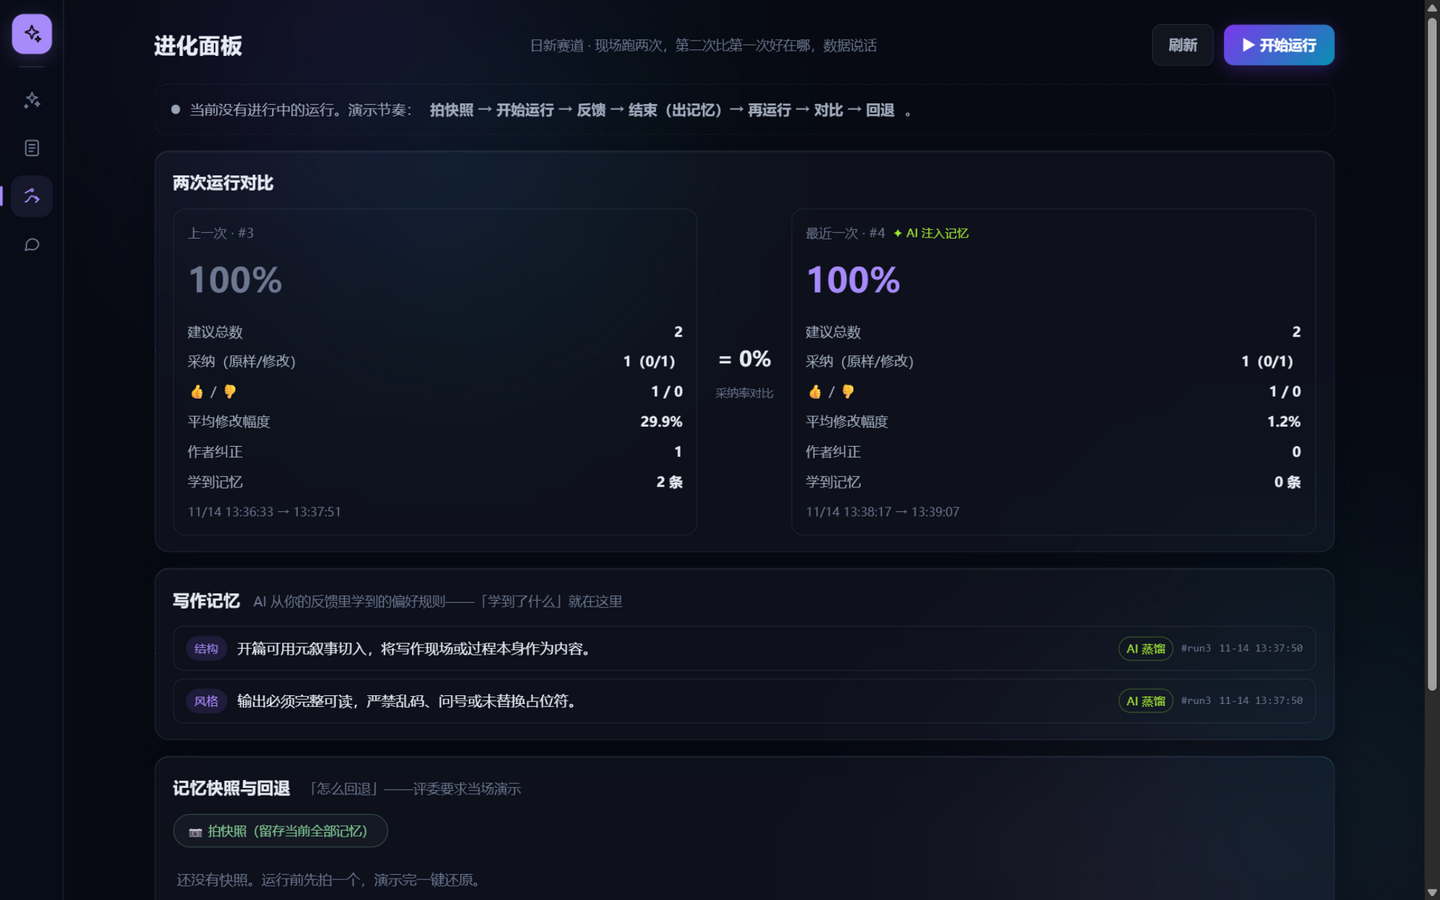 进化面板
日新赛道 · 现场跑两次，第二次比第一次好在哪，数据说话
刷新
▶ 开始运行
当前没有进行中的运行。演示节奏： 拍快照 → 开始运行 → 反馈 → 结束（出记忆）→ 再运行 → 对比 → 回退 。
两次运行对比
上一次 · #3
100%
建议总数 2
采纳（原样/修改） 1（0/1）
👍 / 👎 1 / 0
平均修改幅度 29.9%
作者纠正 1
学到记忆 2 条
11/14 13:36:33 → 13:37:51
= 0%
采纳率对比
最近一次 · #4 ✦ AI 注入记忆
100%
建议总数 2
采纳（原样/修改） 1（0/1）
👍 / 👎 1 / 0
平均修改幅度 1.2%
作者纠正 0
学到记忆 0 条
11/14 13:38:17 → 13:39:07
写作记忆 AI 从你的反馈里学到的偏好规则——「学到了什么」就在这里
结构 开篇可用元叙事切入，将写作现场或过程本身作为内容。 AI 蒸馏 #run3 11-14 13:37:50
风格 输出必须完整可读，严禁乱码、问号或未替换占位符。 AI 蒸馏 #run3 11-14 13:37:50
记忆快照与回退 「怎么回退」——评委要求当场演示
📷 拍快照（留存当前全部记忆）
还没有快照。运行前先拍一个，演示完一键还原。